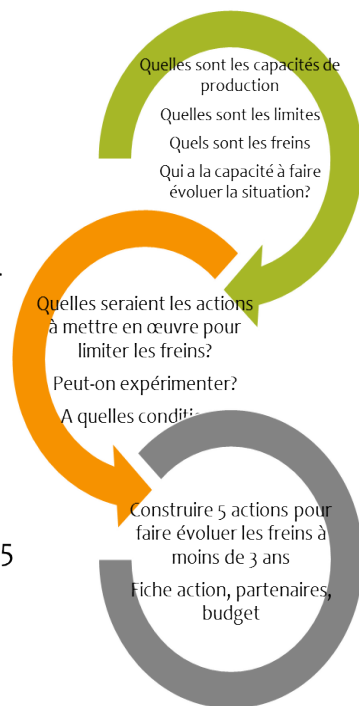 Quelles sont les capacités de
production
Quelles sont les limites
Quels sont les freins
Qui a la capacité à faire
évoluer la situation?
Quelles seraient les actions
à mettre en œuvre pour
limiter les freins?
Peut-on expérimenter?
A quelles
Construire 5 actions pour
faire évoluer les freins à
moins de 3 ans
Fiche action, partenaires,
budget
5